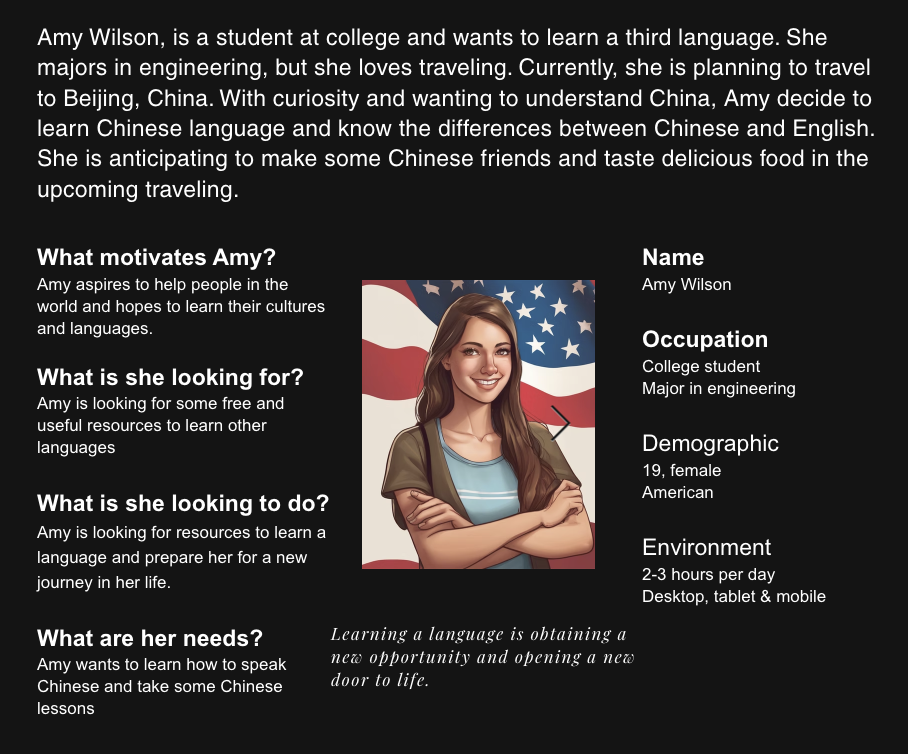 Amy Wilson, is a student at college and wants to learn a third language. She
majors in engineering, but she loves traveling. Currently, she is planning to travel
to Beijing, China. With curiosity and wanting to understand China, Amy decide to
learn Chinese language and know the differences between Chinese and English.
She is anticipating to make some Chinese friends and taste delicious food in the
upcoming traveling.
What motivates Amy?
Amy aspires to help people in the
world and hopes to learn their cultures
and languages.
What is she looking for?
Amy is looking for some free and
useful resources to learn other
languages
What is she looking to do?
Amy is looking for resources to learn a
language and prepare her for a new
journey in her life.
What are her needs?
Amy wants to learn how to speak
Chinese and take some Chinese
lessons
Learning a language is obtaining a
new opportunity and opening a new
door to life.
Name
Amy Wilson
Occupation
College student
Major in engineering
Demographic
19, female
American
Environment
2-3 hours per day
Desktop, tablet & mobile